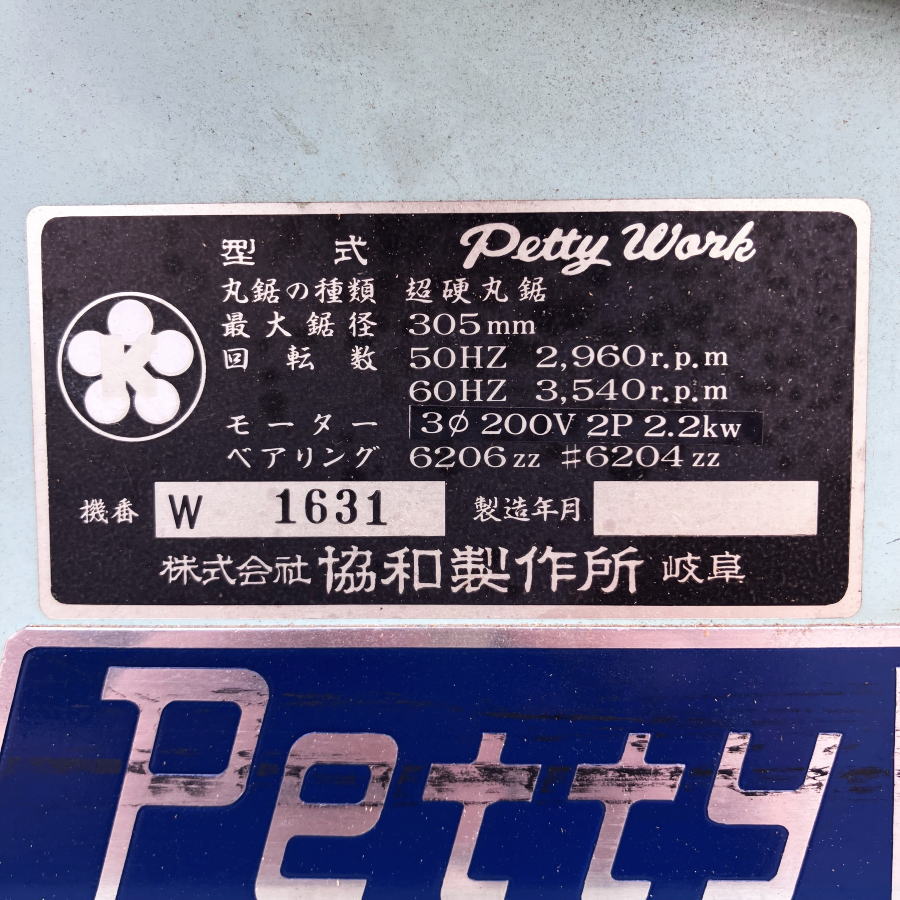 型式 Petty Work
丸鋸の種類 超硬丸鋸
最大鋸径 305mm
回転数 50HZ 2,960r.p.m
60HZ 3,540r.p.m
モーター 3φ 200V 2P 2.2kw
ベアリング 6206zz #6204zz
K
機番 W 1631 製造年月
株式会社 協和製作所 岐阜
Petty